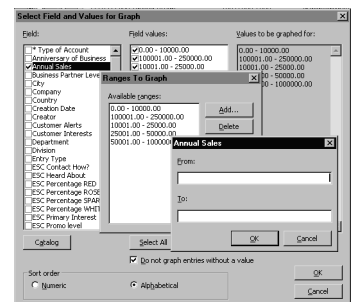 Select Field and Values for Graph
Field:
Field values:
Values to be graphed for:
* Type of Account
Anniversary of Business
Annual Sales
Business Partner Leve
City
Company
Country
Creation Date
Creator
Customer Alerts
Customer Interests
Department
Division
Entry Type
ESC Contact How?
ESC Heard About
ESC Percentage RED
ESC Percentage ROSE
ESC Percentage SPAR
ESC Percentage WHIT
ESC Primary Interest
ESC Promo level
0.00 - 10000.00
100001.00 - 250000.00
10001.00 - 25000.00
0.00 - 10000.00
100001.00 - 250000.00
10001.00 - 25000.00
00 - 50000.00
00 - 1000000.00
Ranges To Graph
Available ranges:
0.00 - 10000.00
100001.00 - 250000.00
10001.00 - 25000.00
25001.00 - 50000.00
50001.00 - 100000
Add...
Delete
Annual Sales
From:
To:
OK
Cancel
Catalog
Select All
Do not graph entries without a value
Sort order
Numeric
Alphabetical
OK
Cancel